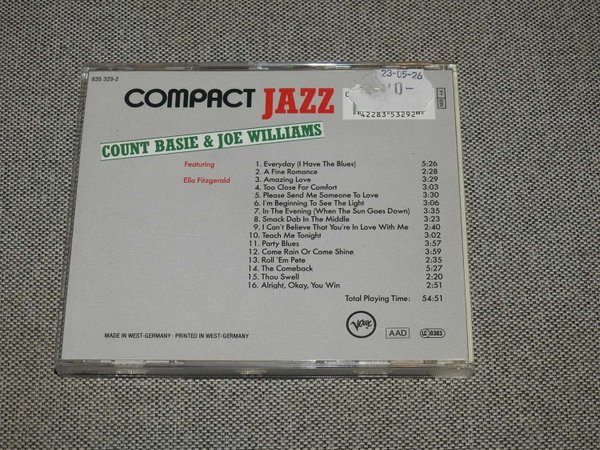 835 329-2
23-05-26
COMPACT JAZZ
42283 53292
COUNT BASIE & JOE WILLIAMS
Featuring
Ella Fitzgerald
1. Everyday (I Have The Blues) 5:26
2. A Fine Romance 2:28
3. Amazing Love 3:29
4. Too Close For Comfort 3:03
5. Please Send Me Someone To Love 3:30
6. I'm Beginning To See The Light 3:06
7. In The Evening (When The Sun Goes Down) 3:35
8. Smack Dab In The Middle 3:23
9. I Can't Believe That You're In Love With Me 2:40
10. Teach Me Tonight 3:02
11. Party Blues 3:57
12. Come Rain Or Come Shine 3:59
13. Roll 'Em Pete 2:35
14. The Comeback 5:27
15. Thou Swell 2:20
16. Alright, Okay, You Win 2:51
Total Playing Time: 54:51
Verve
AAD
LC 0383
MADE IN WEST-GERMANY · PRINTED IN WEST-GERMANY